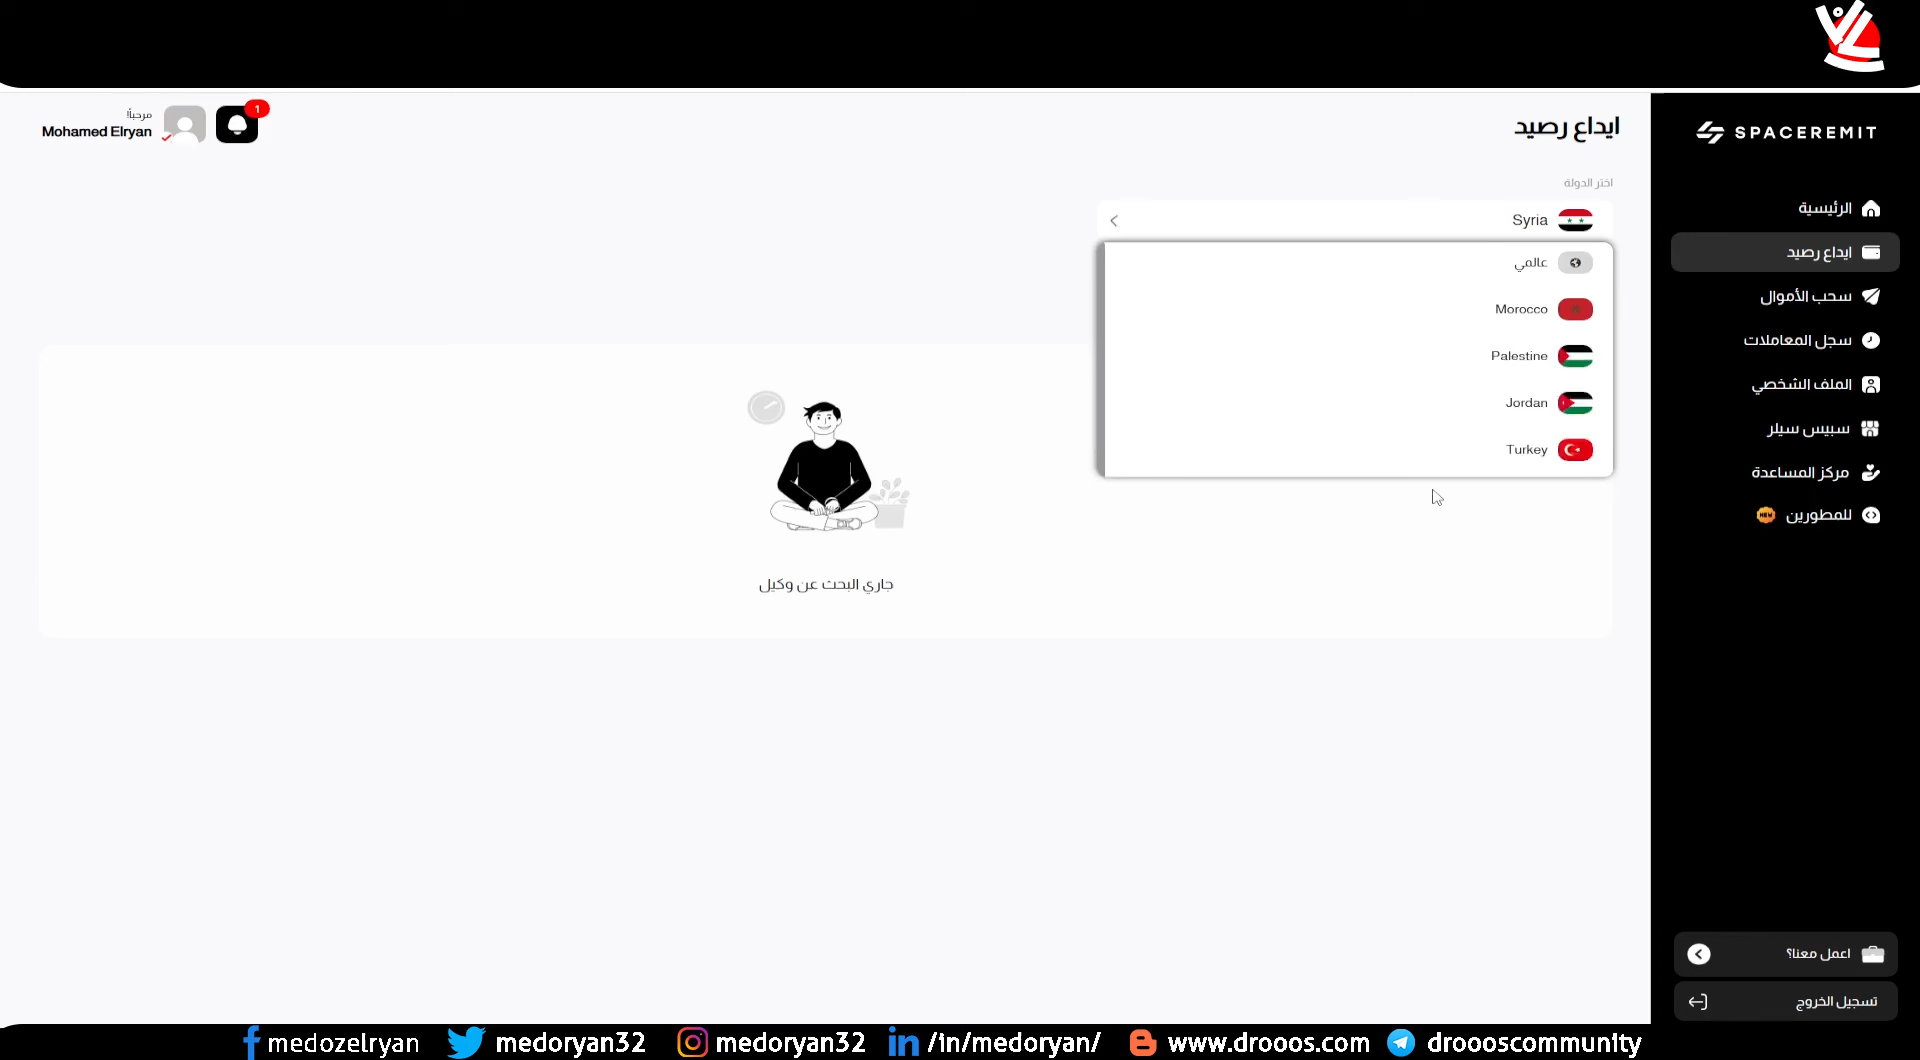 مرحباً!
Mohamed Elryan
1
ايداع رصيد
SPACEREMIT
اختر الدولة
Syria
عالمي
Morocco
Palestine
Jordan
Turkey
جاري البحث عن وكيل
الرئيسية
ايداع رصيد
سحب الأموال
سجل المعاملات
الملف الشخصي
سبيس سيلر
مركز المساعدة
للمطورين NEW
اعمل معنا؟
تسجيل الخروج
medozelryan medoryan32 medoryan32 /in/medoryan/ www.drooos.com droooscommunity